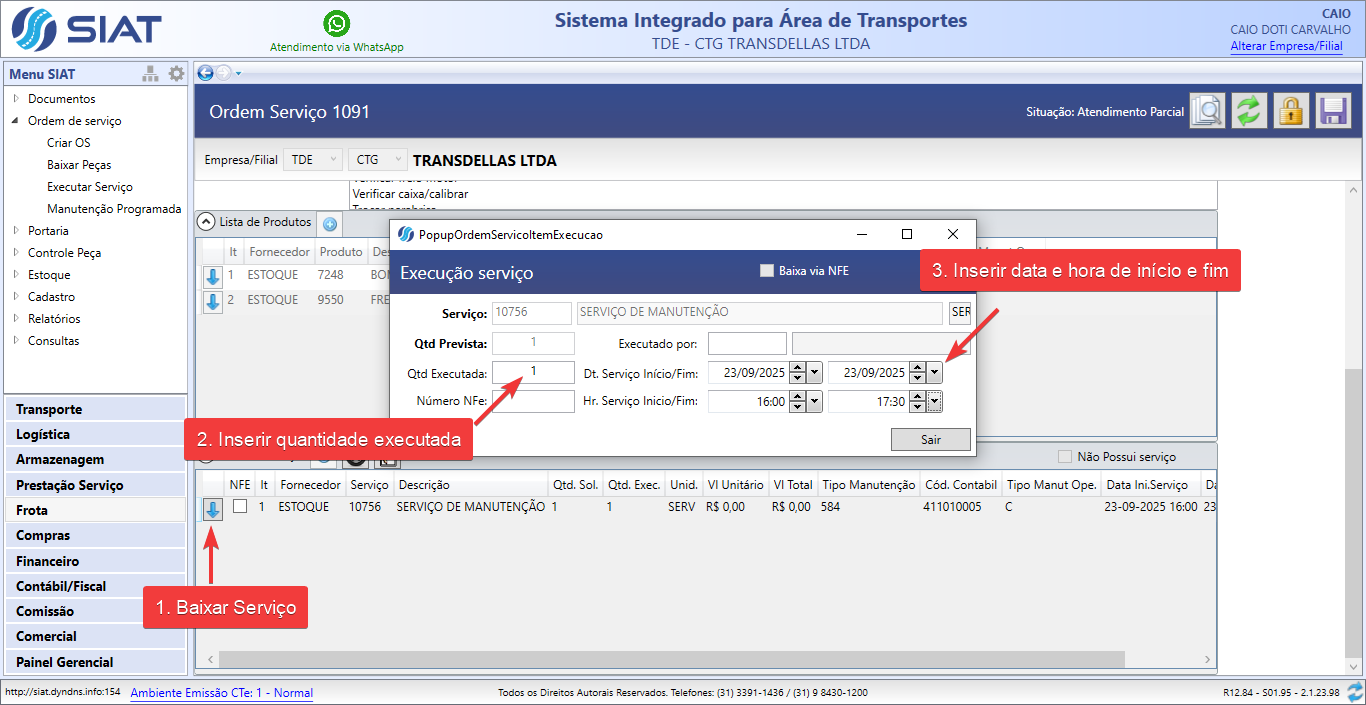 SIAT
Atendimento via WhatsApp
Sistema Integrado para Área de Transportes
TDE - CTG TRANSDELLAS LTDA
CAIO
CAIO DOTI CARVALHO
Alterar Empresa/Filial
Menu SIAT
Documentos
Ordem de serviço
Criar OS
Baixar Peças
Executar Serviço
Manutenção Programada
Portaria
Controle Peça
Estoque
Cadastro
Relatórios
Consultas
Transporte
Logística
Armazenagem
Prestação Serviço
Frota
Compras
Financeiro
Contábil/Fiscal
Comissão
Comercial
Painel Gerencial
Ordem Serviço 1091
Situação: Atendimento Parcial
Empresa/Filial TDE CTG TRANSDELLAS LTDA
Verificar caixa/calibrar
Lista de Produtos
It Fornecedor Produto
1 ESTOQUE 7248
2 ESTOQUE 9550 FRE
PopupOrdemServicoItemExecucao
Execução serviço
Baixa via NFE
3. Inserir data e hora de início e fim
Serviço: 10756 SERVIÇO DE MANUTENÇÃO SER
Qtd Prevista: 1 Executado por:
Qtd Executada: 1 Dt. Serviço Início/Fim: 23/09/2025 23/09/2025
Número NFe: Hr. Serviço Inicio/Fim: 16:00 17:30
Sair
2. Inserir quantidade executada
Não Possui serviço
NFE It Fornecedor Serviço Descrição Qtd. Sol. Qtd. Exec. Unid. Vl Unitário Vl Total Tipo Manutenção Cód. Contabil Tipo Manut Ope. Data Ini.Serviço
1 ESTOQUE 10756 SERVIÇO DE MANUTENÇÃO 1 1 SERV R$ 0,00 R$ 0,00 584 411010005 C 23-09-2025 16:00 23
1. Baixar Serviço
http://siat.dyndns.info:154
Ambiente Emissão CTe: 1 - Normal
Todos os Direitos Autorais Reservados. Telefones: (31) 3391-1436 / (31) 9 8430-1200
R12.84 - S01.95 - 2.1.23.98